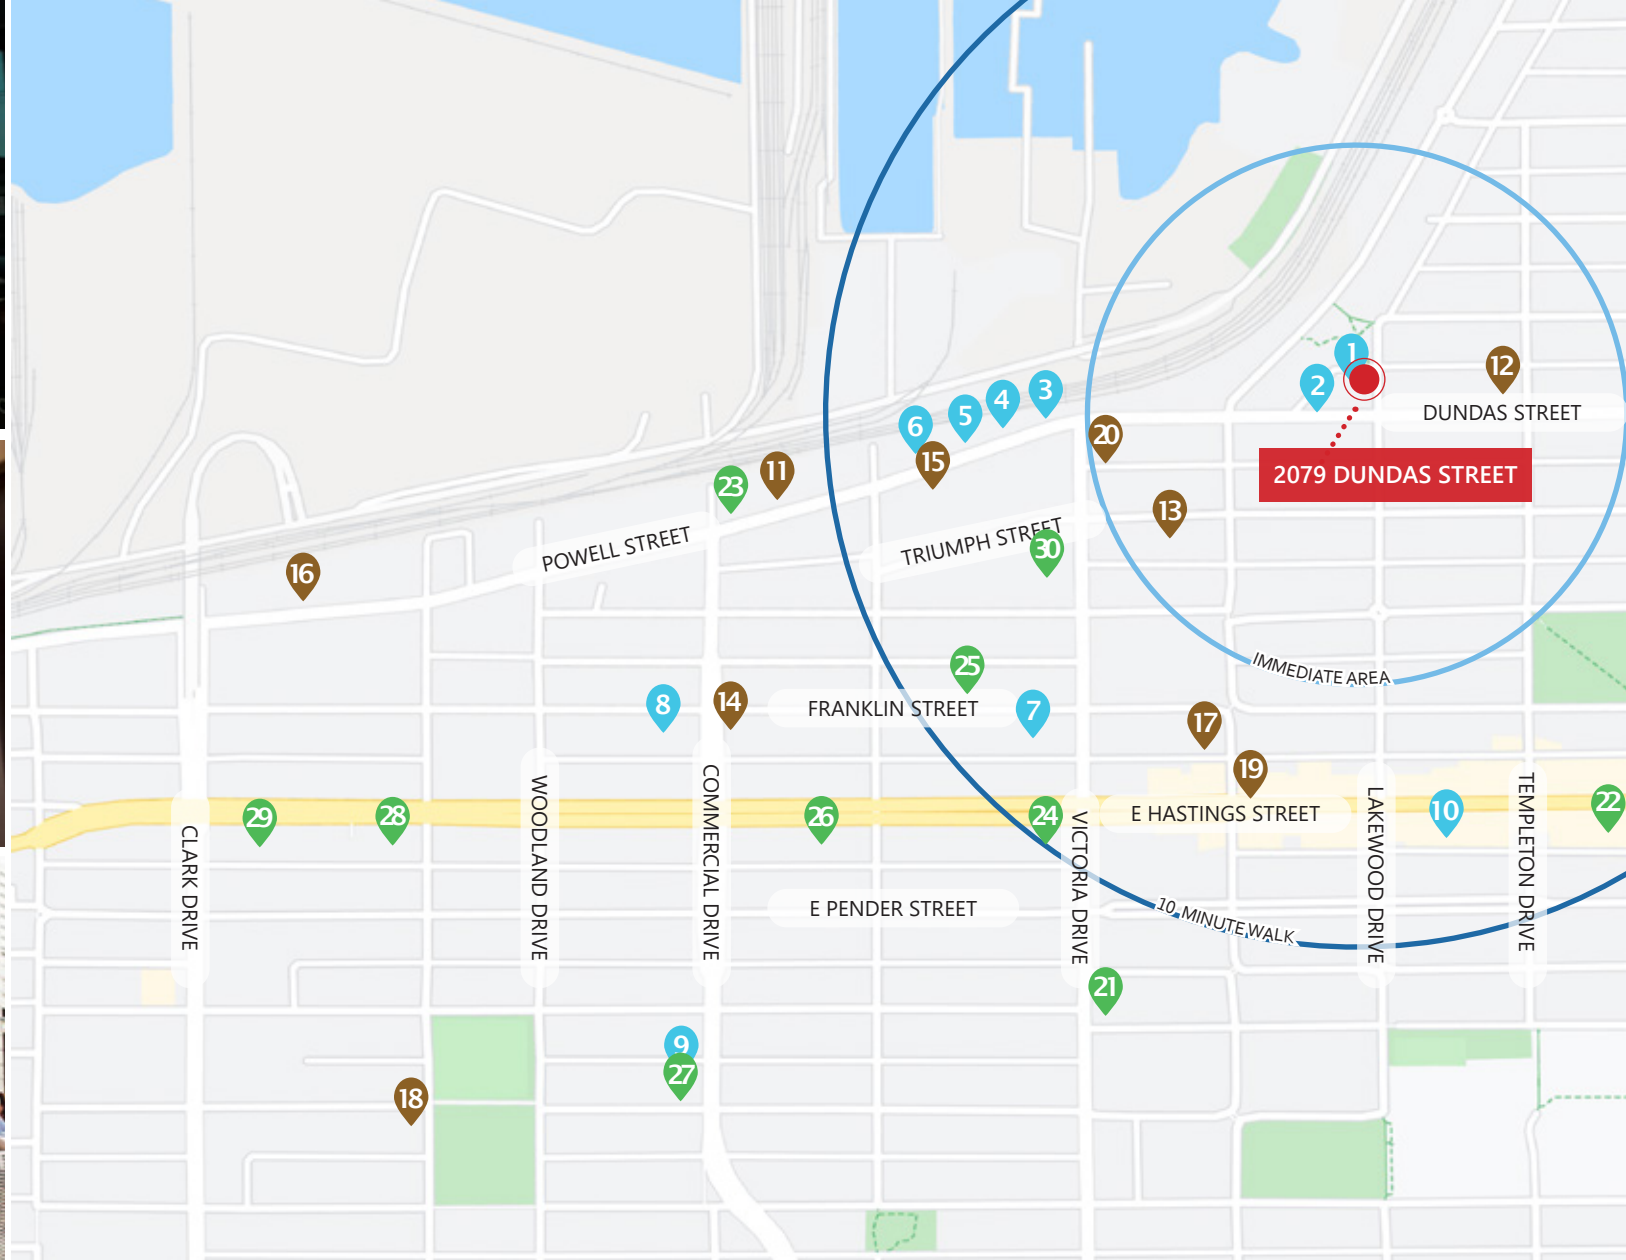 1
2
12
3
4
5
6
DUNDAS STREET
20
15
11
2079 DUNDAS STREET
23
13
POWELL STREET
TRIUMPH STREET
30
16
25
IMMEDIATE AREA
8
14
FRANKLIN STREET
7
17
19
29
28
26
24
E HASTINGS STREET
10
22
CLARK DRIVE
WOODLAND DRIVE
COMMERCIAL DRIVE
VICTORIA DRIVE
LAKEWOOD DRIVE
TEMPLETON DRIVE
E PENDER STREET
10 MINUTE WALK
21
9
27
18